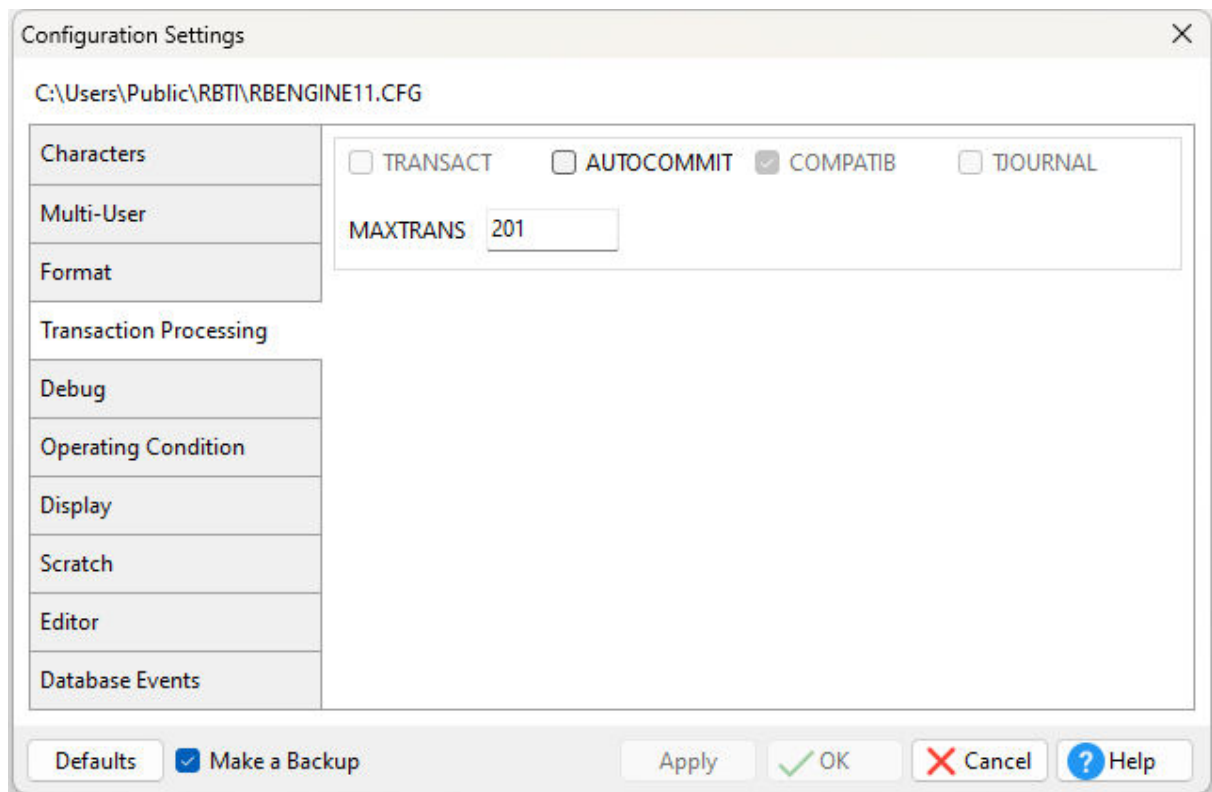 Configuration Settings
C:\Users\Public\RBTI\RBENGINE11.CFG
Characters
Multi-User
Format
Transaction Processing
Debug
Operating Condition
Display
Scratch
Editor
Database Events
TRANSACT AUTOCOMMIT COMPATIB TJOURNAL
MAXTRANS 201
Defaults Make a Backup Apply OK Cancel ? Help